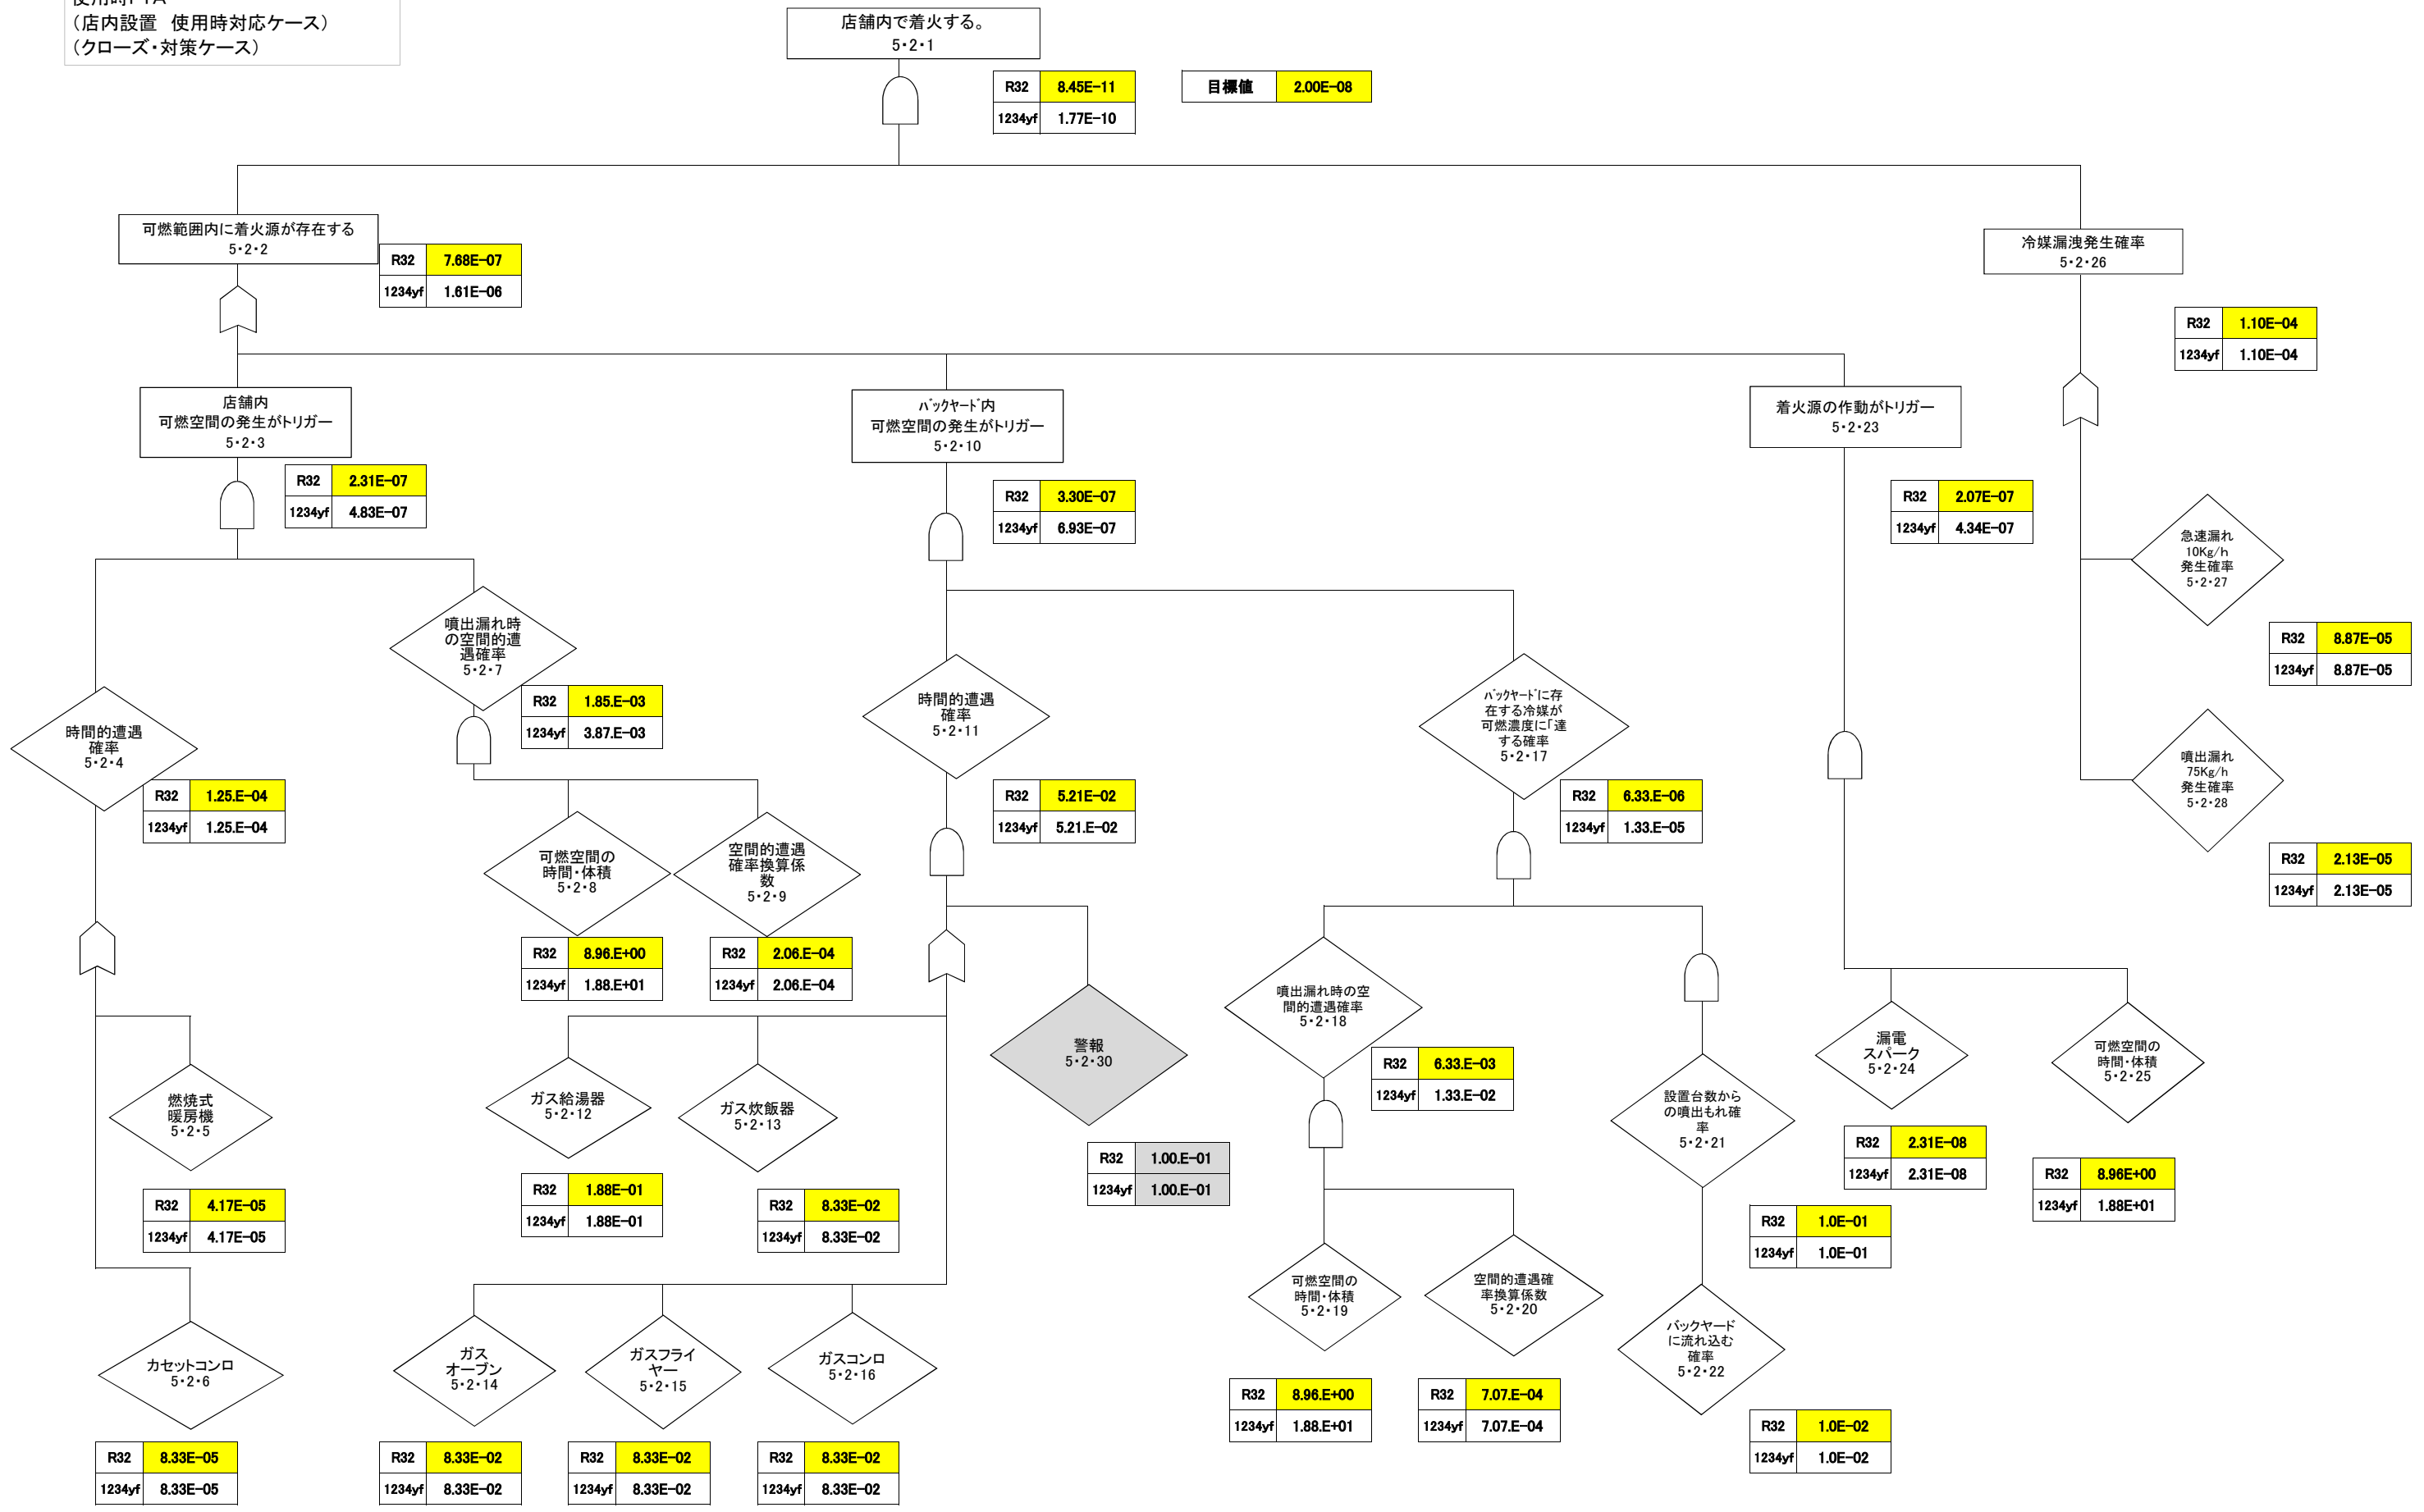 使用時FTA
（店内設置　使用時対応ケース）
（クローズ・対策ケース）
店舗内で着火する。
5・2・1
R32 8.45E-11
1234yf 1.77E-10
目標値 2.00E-08
可燃範囲内に着火源が存在する
5・2・2
R32 7.68E-07
1234yf 1.61E-06
冷媒漏洩発生確率
5・2・26
R32 1.10E-04
1234yf 1.10E-04
店舗内
可燃空間の発生がトリガー
5・2・3
R32 2.31E-07
1234yf 4.83E-07
ﾊﾞｯｸﾔｰﾄﾞ内
可燃空間の発生がトリガー
5・2・10
R32 3.30E-07
1234yf 6.93E-07
着火源の作動がトリガー
5・2・23
R32 2.07E-07
1234yf 4.34E-07
急速漏れ
10Kg/h
発生確率
5・2・27
R32 8.87E-05
1234yf 8.87E-05
噴出漏れ時
の空間的遭
遇確率
5・2・7
R32 1.85.E-03
1234yf 3.87.E-03
時間的遭遇
確率
5・2・4
R32 1.25.E-04
1234yf 1.25.E-04
時間的遭遇
確率
5・2・11
R32 5.21.E-02
1234yf 5.21.E-02
ﾊﾞｯｸﾔｰﾄﾞに存
在する冷媒が
可燃濃度に「達
する確率
5・2・17
R32 6.33.E-06
1234yf 1.33.E-05
噴出漏れ
75Kg/h
発生確率
5・2・28
R32 2.13E-05
1234yf 2.13E-05
可燃空間の
時間・体積
5・2・8
R32 8.96.E+00
1234yf 1.88.E+01
空間的遭遇
確率換算係
数
5・2・9
R32 2.06.E-04
1234yf 2.06.E-04
噴出漏れ時の空
間的遭遇確率
5・2・18
R32 6.33.E-03
1234yf 1.33.E-02
警報
5・2・30
R32 1.00.E-01
1234yf 1.00.E-01
漏電
スパーク
5・2・24
R32 2.31E-08
1234yf 2.31E-08
可燃空間の
時間・体積
5・2・25
R32 8.96E+00
1234yf 1.88E+01
燃焼式
暖房機
5・2・5
R32 4.17E-05
1234yf 4.17E-05
ガス給湯器
5・2・12
R32 1.88E-01
1234yf 1.88E-01
ガス炊飯器
5・2・13
R32 8.33E-02
1234yf 8.33E-02
設置台数から
の噴出もれ確
率
5・2・21
R32 1.0E-01
1234yf 1.0E-01
可燃空間の
時間・体積
5・2・19
R32 8.96.E+00
1234yf 1.88.E+01
空間的遭遇確
率換算係数
5・2・20
R32 7.07.E-04
1234yf 7.07.E-04
バックヤード
に流れ込む
確率
5・2・22
R32 1.0E-02
1234yf 1.0E-02
カセットコンロ
5・2・6
R32 8.33E-05
1234yf 8.33E-05
ガス
オーブン
5・2・14
R32 8.33E-02
1234yf 8.33E-02
ガスフライ
ヤー
5・2・15
R32 8.33E-02
1234yf 8.33E-02
ガスコンロ
5・2・16
R32 8.33E-02
1234yf 8.33E-02